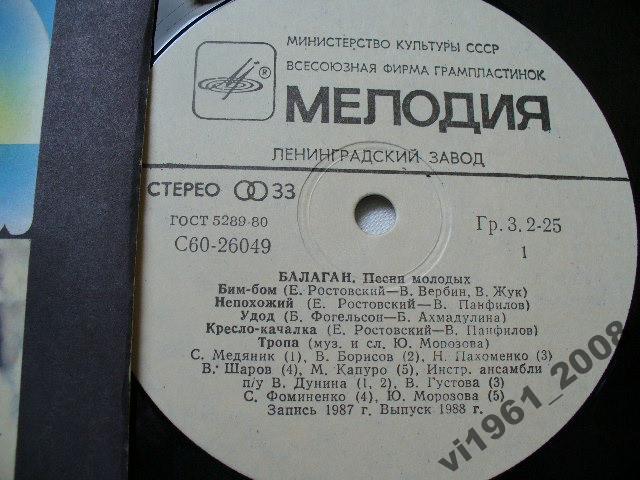 МИНИСТЕРСТВО КУЛЬТУРЫ СССР
ВСЕСОЮЗНАЯ ФИРМА ГРАМПЛАСТИНОК
®
МЕЛОДИЯ
ЛЕНИНГРАДСКИЙ ЗАВОД
СТЕРЕО 33
ГОСТ 5289-80
Гр. 3. 2-25
С60-26049
1
БАЛАГАН. Песни молодых
Бим-бом (Е. Ростовский—В. Вербин, В. Жук)
Непохожий (Е. Ростовский—В. Панфилов)
Удод (Б. Фогельсон—Б. Ахмадулина)
Кресло-качалка (Е. Ростовский—В. Панфилов)
Тропа (муз. и сл. Ю. Морозова)
С. Медяник (1), В. Борисов (2), Н. Пахоменко (3)
В. Шаров (4), М. Капуро (5), Инстр. ансамбли
п/у В. Дунина (1, 2), В. Густова (3)
С. Фоминенко (4), Ю. Морозова (5)
Запись 1987 г. Выпуск 1988 г.
vi1961_2008